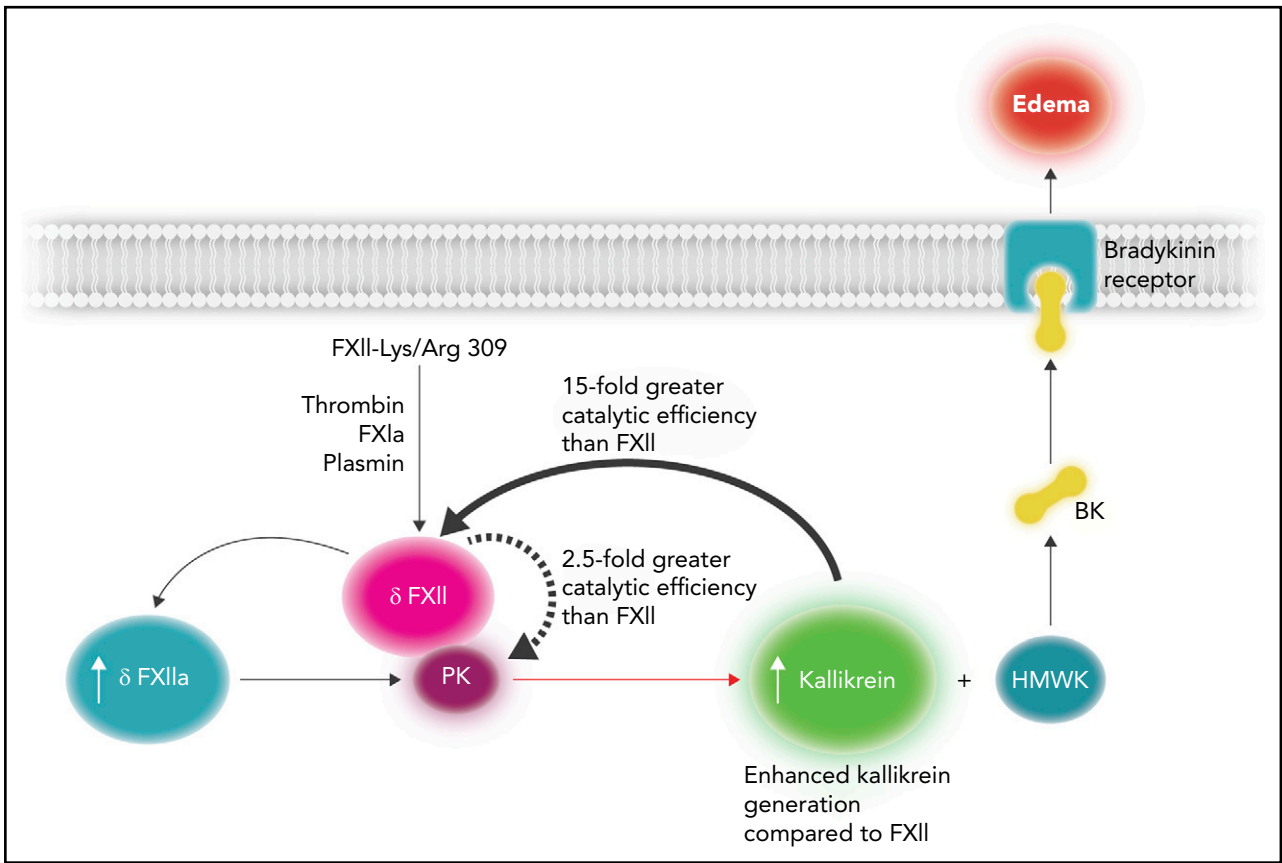 Edema
Bradykinin
receptor
FXll-Lys/Arg 309
Thrombin
FXla
Plasmin
15-fold greater
catalytic efficiency
than FXll
BK
2.5-fold greater
catalytic efficiency
than FXll
δ FXll
↑ δ FXlla
PK
↑ Kallikrein
+
HMWK
Enhanced kallikrein
generation
compared to FXll